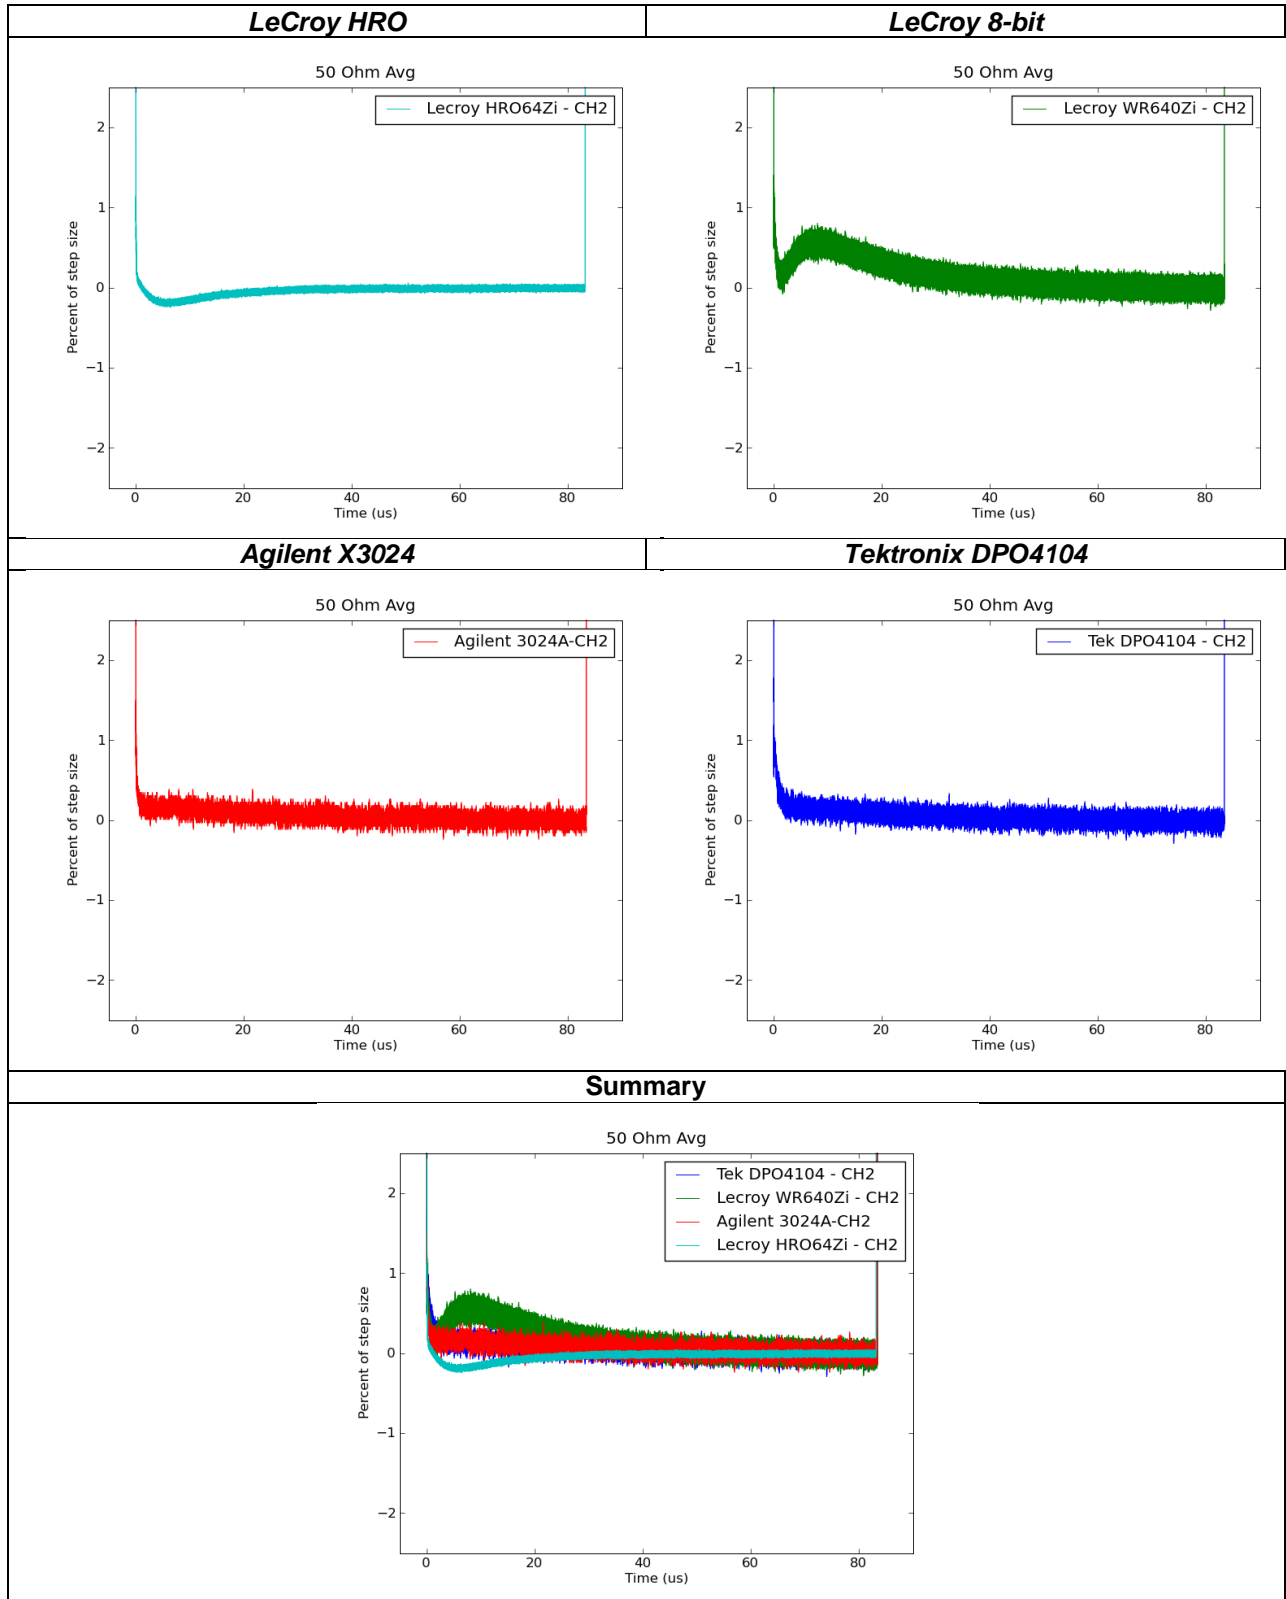 LeCroy HRO
LeCroy 8-bit
50 Ohm Avg
Lecroy HRO64Zi - CH2
Percent of step size
2
1
0
−1
−2
0 20 40 60 80
Time (us)
50 Ohm Avg
Lecroy WR640Zi - CH2
Percent of step size
2
1
0
−1
−2
0 20 40 60 80
Time (us)
Agilent X3024
Tektronix DPO4104
50 Ohm Avg
Agilent 3024A-CH2
Percent of step size
2
1
0
−1
−2
0 20 40 60 80
Time (us)
50 Ohm Avg
Tek DPO4104 - CH2
Percent of step size
2
1
0
−1
−2
0 20 40 60 80
Time (us)
Summary
50 Ohm Avg
Tek DPO4104 - CH2
Lecroy WR640Zi - CH2
Agilent 3024A-CH2
Lecroy HRO64Zi - CH2
Percent of step size
2
1
0
−1
−2
0 20 40 60 80
Time (us)